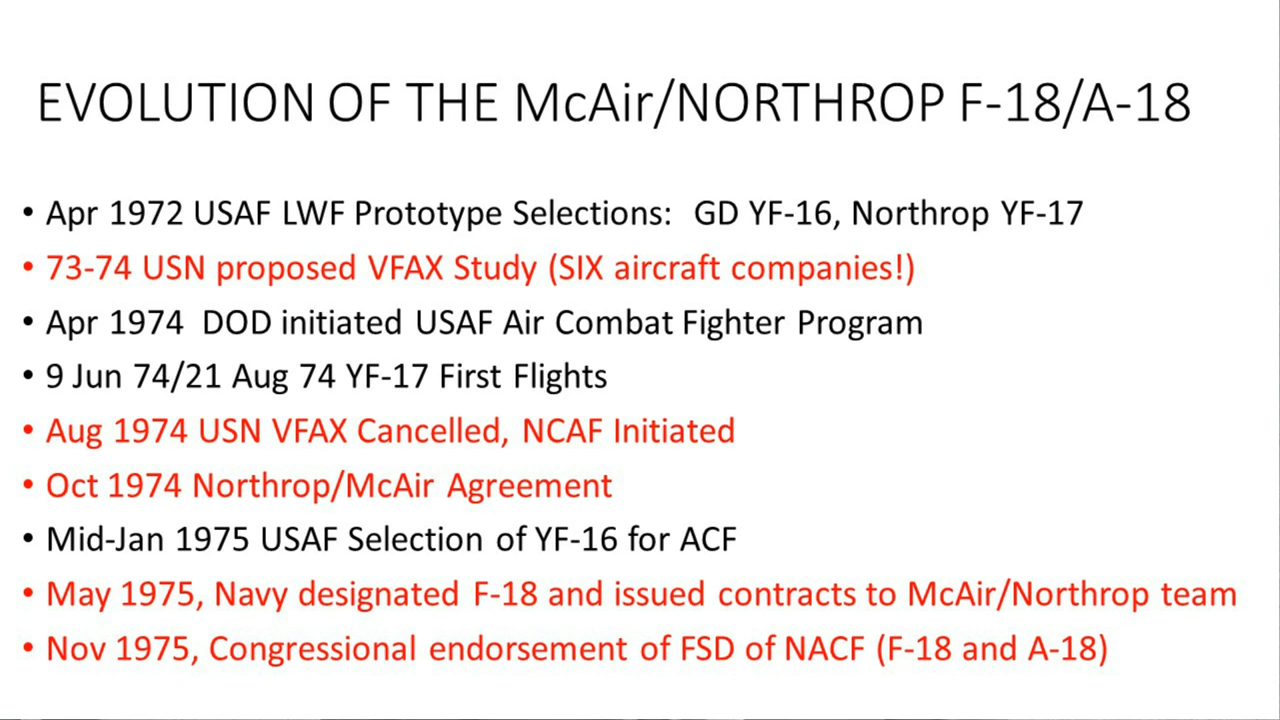 EVOLUTION OF THE McAir/NORTHROP F-18/A-18
• Apr 1972 USAF LWF Prototype Selections: GD YF-16, Northrop YF-17
• 73-74 USN proposed VFAX Study (SIX aircraft companies!)
• Apr 1974 DOD initiated USAF Air Combat Fighter Program
• 9 Jun 74/21 Aug 74 YF-17 First Flights
• Aug 1974 USN VFAX Cancelled, NCAF Initiated
• Oct 1974 Northrop/McAir Agreement
• Mid-Jan 1975 USAF Selection of YF-16 for ACF
• May 1975, Navy designated F-18 and issued contracts to McAir/Northrop team
• Nov 1975, Congressional endorsement of FSD of NACF (F-18 and A-18)